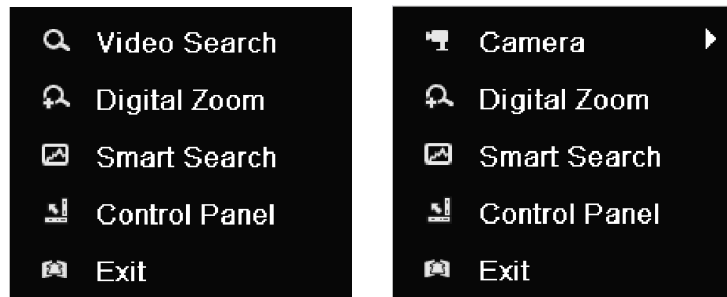 Video Search
Digital Zoom
Smart Search
Control Panel
Exit
Camera
Digital Zoom
Smart Search
Control Panel
Exit